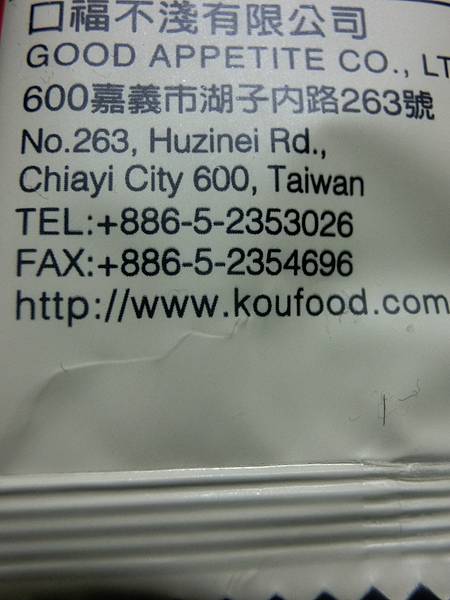 口福不淺有限公司
GOOD APPETITE CO., LT
600嘉義市湖子內路263號
No.263, Huzinei Rd.,
Chiayi City 600, Taiwan
TEL:+886-5-2353026
FAX:+886-5-2354696
http://www.koufood.com